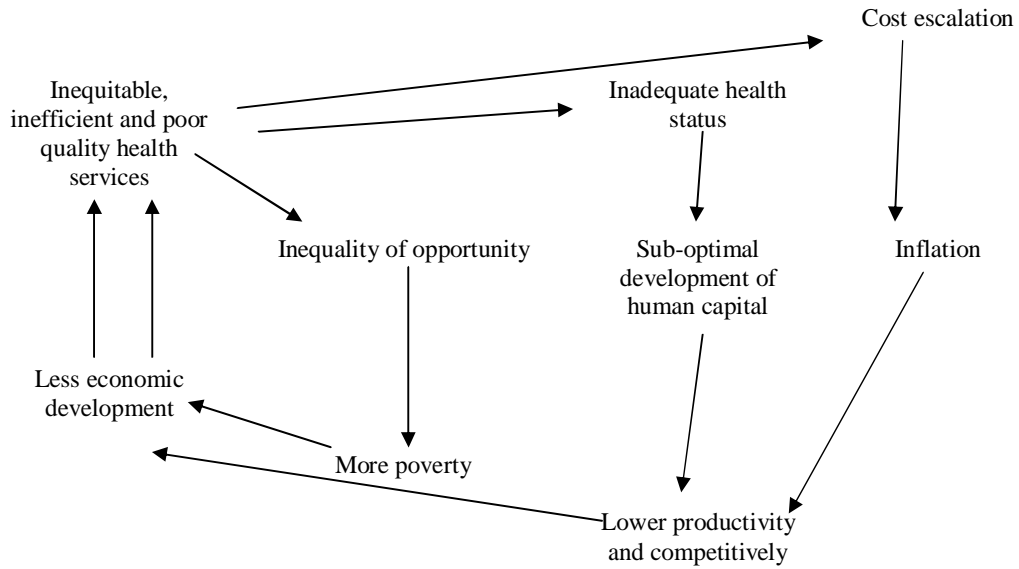 Cost escalation
Inequitable,
inefficient and poor
quality health
services
Inadequate health
status
Inequality of opportunity
Sub-optimal
development of
human capital
Inflation
Less economic
development
More poverty
Lower productivity
and competitively